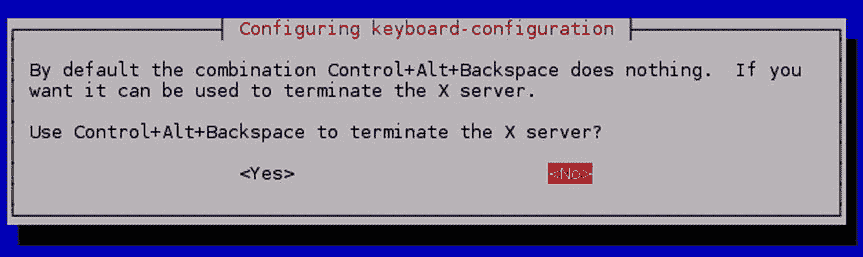 Configuring keyboard-configuration
By default the combination Control+Alt+Backspace does nothing.  If you
want it can be used to terminate the X server.
Use Control+Alt+Backspace to terminate the X server?
<Yes> <No>